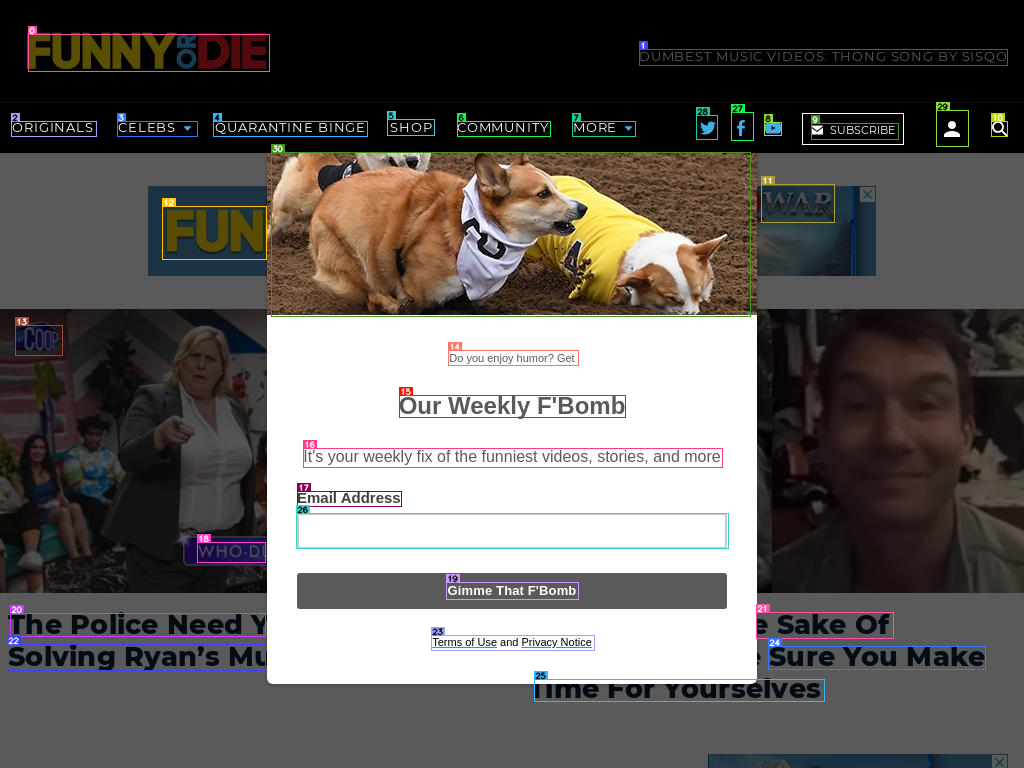 FUNNY OR DIE
DUMBEST MUSIC VIDEOS: THONG SONG BY SISQO
ORIGINALS
CELEBS
QUARANTINE BINGE
SHOP
COMMUNITY
MORE
SUBSCRIBE
FUN
WAR
THE COOP
2
4
Do you enjoy humor? Get
Our Weekly F'Bomb
It's your weekly fix of the funniest videos, stories, and more
Email Address
WHO-DU
Gimme That F'Bomb
Terms of Use and Privacy Notice
The Police Need Y
Solving Ryan's Mu
e Sake Of
e Sure You Make
Time For Yourselves
0
1
2
3
4
5
6
7
8
9
10
11
12
13
14
15
16
17
18
19
20
21
22
23
24
25
26
27
28
29
30